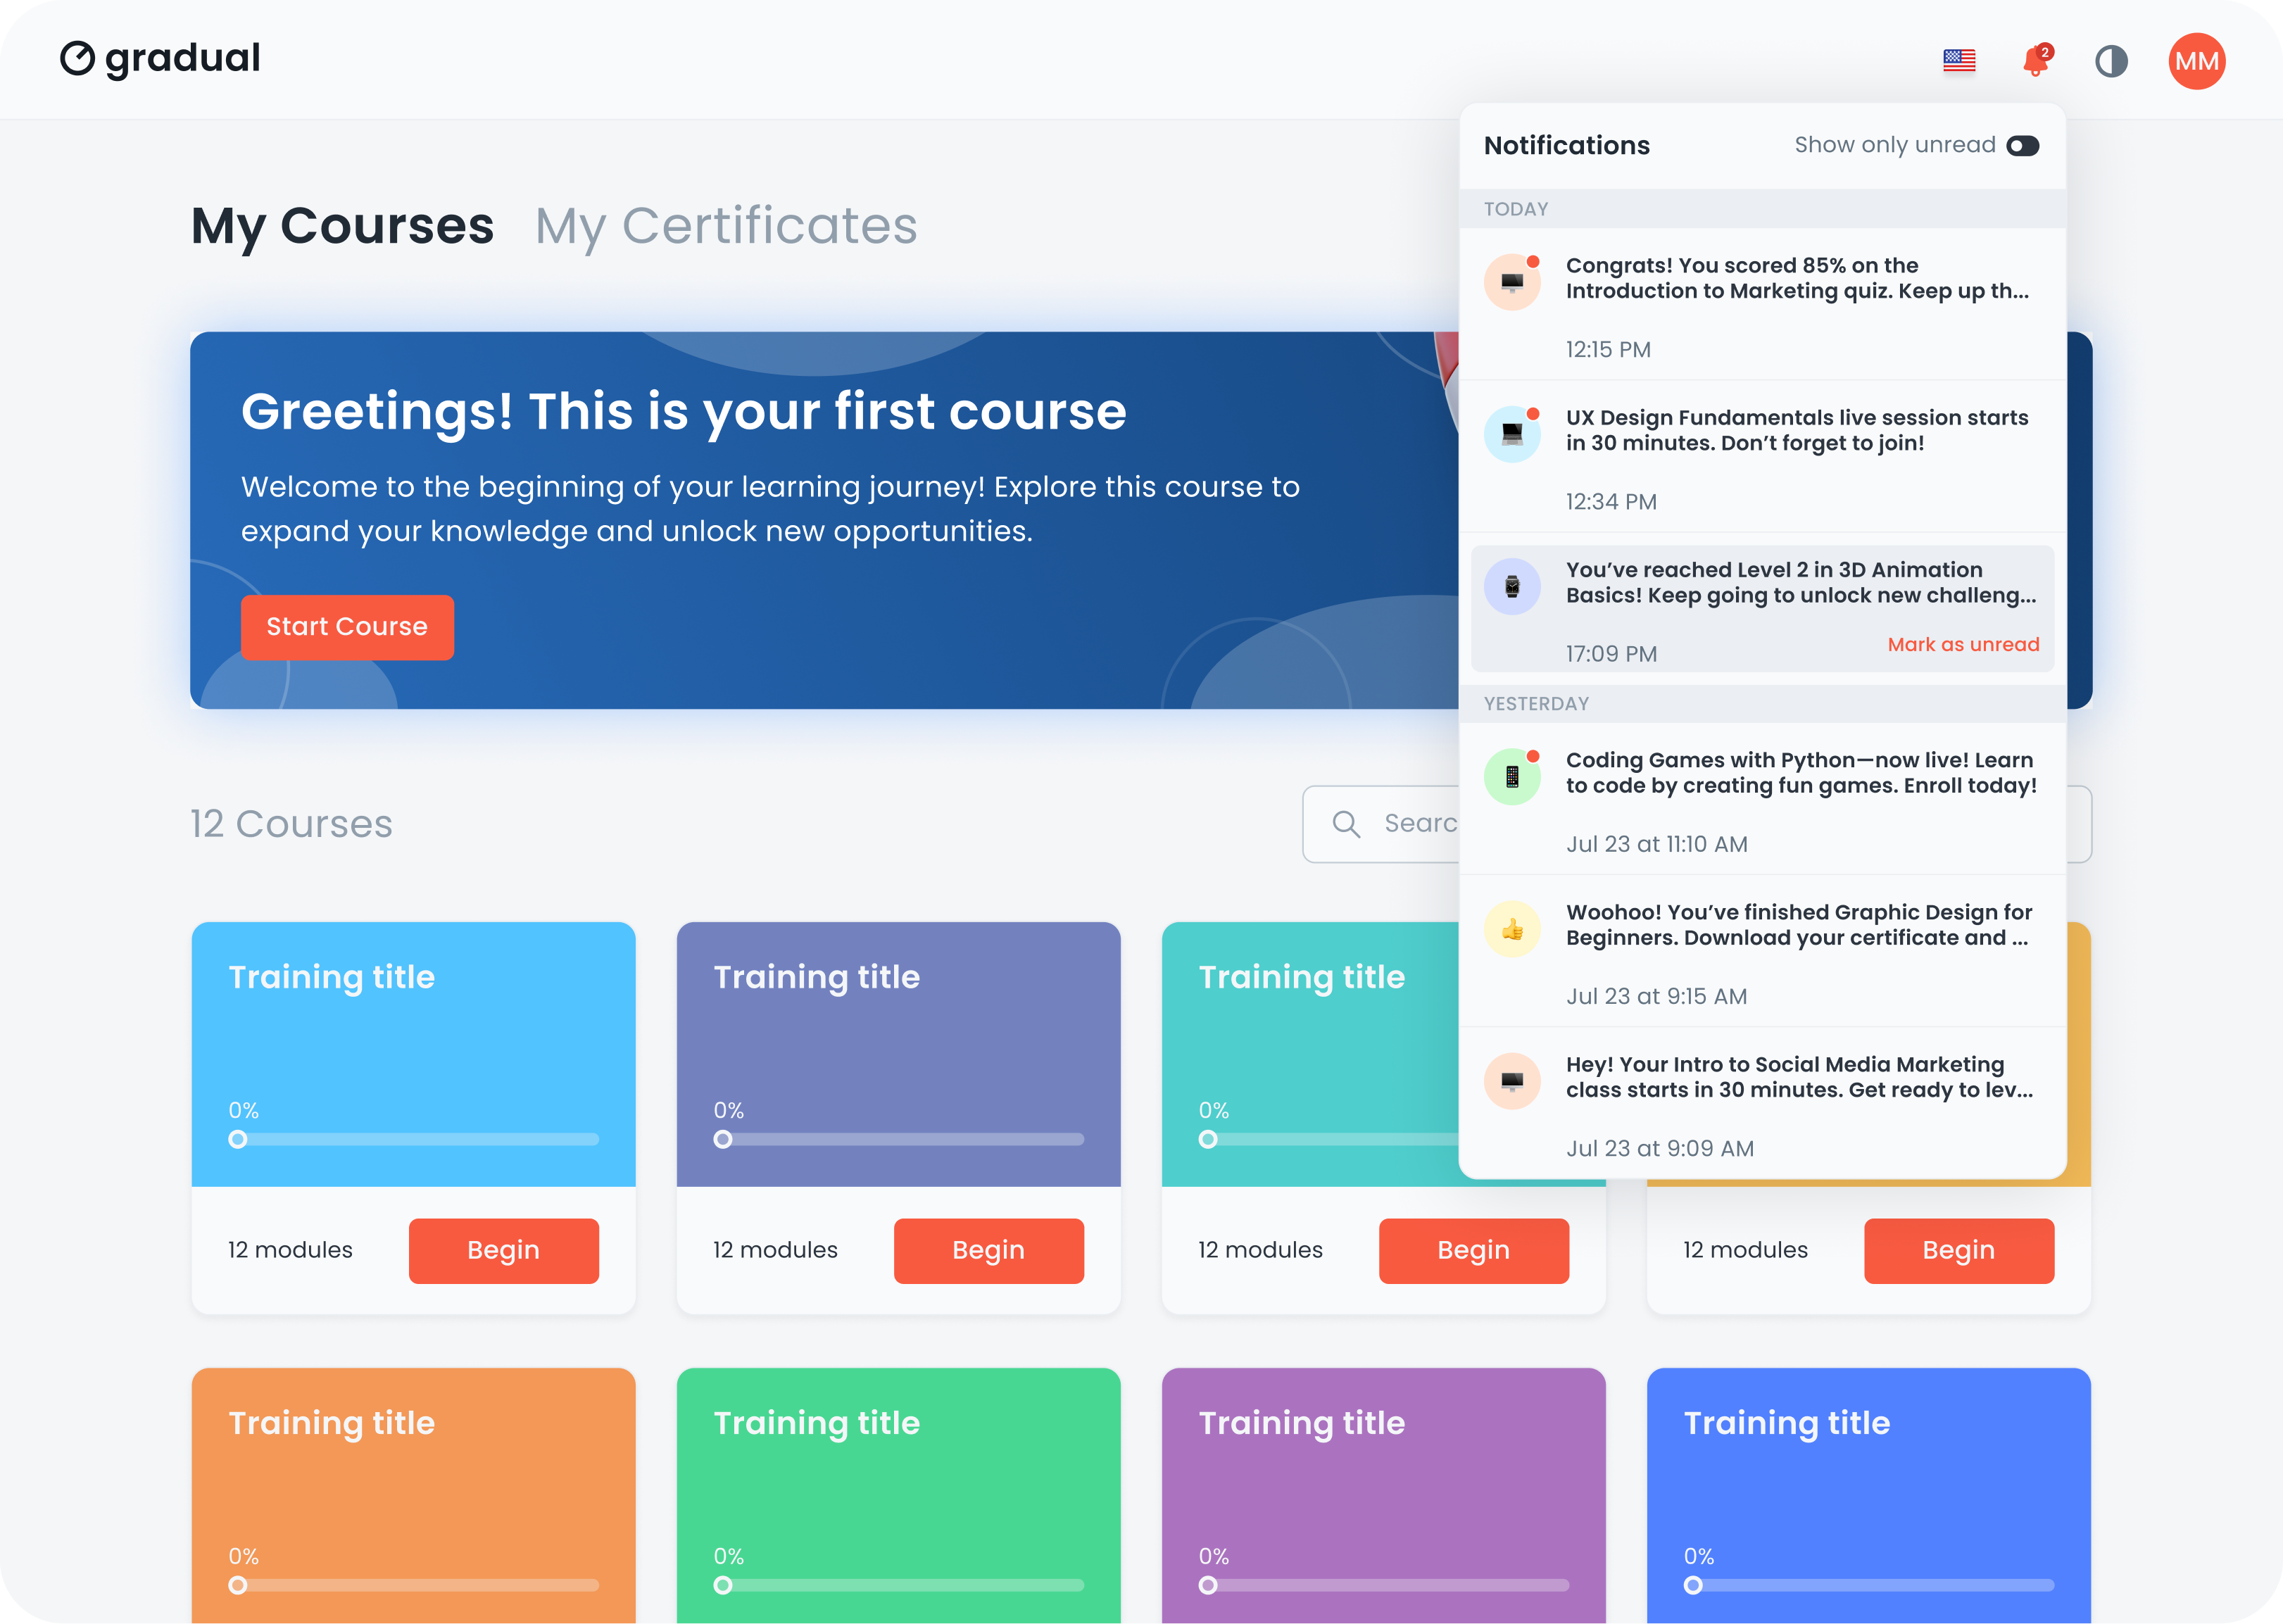 gradual
2
MM
Notifications
Show only unread
TODAY
Congrats! You scored 85% on the
Introduction to Marketing quiz. Keep up th...
12:15 PM
UX Design Fundamentals live session starts
in 30 minutes. Don’t forget to join!
12:34 PM
You’ve reached Level 2 in 3D Animation
Basics! Keep going to unlock new challeng...
17:09 PM
Mark as unread
YESTERDAY
Coding Games with Python—now live! Learn
to code by creating fun games. Enroll today!
Jul 23 at 11:10 AM
Woohoo! You’ve finished Graphic Design for
Beginners. Download your certificate and ...
Jul 23 at 9:15 AM
Hey! Your Intro to Social Media Marketing
class starts in 30 minutes. Get ready to lev...
Jul 23 at 9:09 AM
My Courses
My Certificates
Greetings! This is your first course
Welcome to the beginning of your learning journey! Explore this course to
expand your knowledge and unlock new opportunities.
Start Course
12 Courses
Searc
Training title
0%
12 modules
Begin
Training title
0%
12 modules
Begin
Training title
0%
12 modules
Begin
12 modules
Begin
Training title
0%
Training title
0%
Training title
0%
Training title
0%